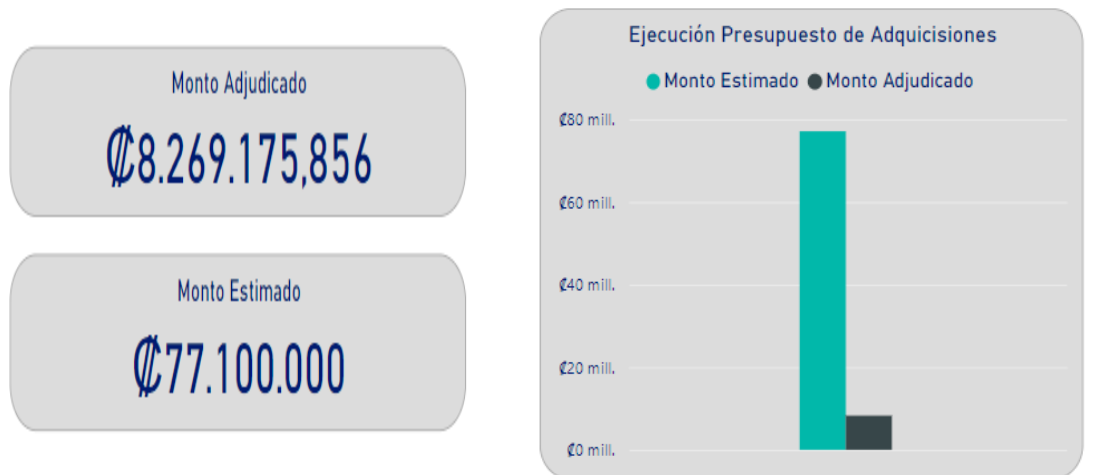 Monto Adjudicado
₡8.269.175,856
Monto Estimado
₡77.100.000
Ejecución Presupuesto de Adquicisiones
Monto Estimado Monto Adjudicado
₡80 mill.
₡60 mill.
₡40 mill.
₡20 mill.
₡0 mill.